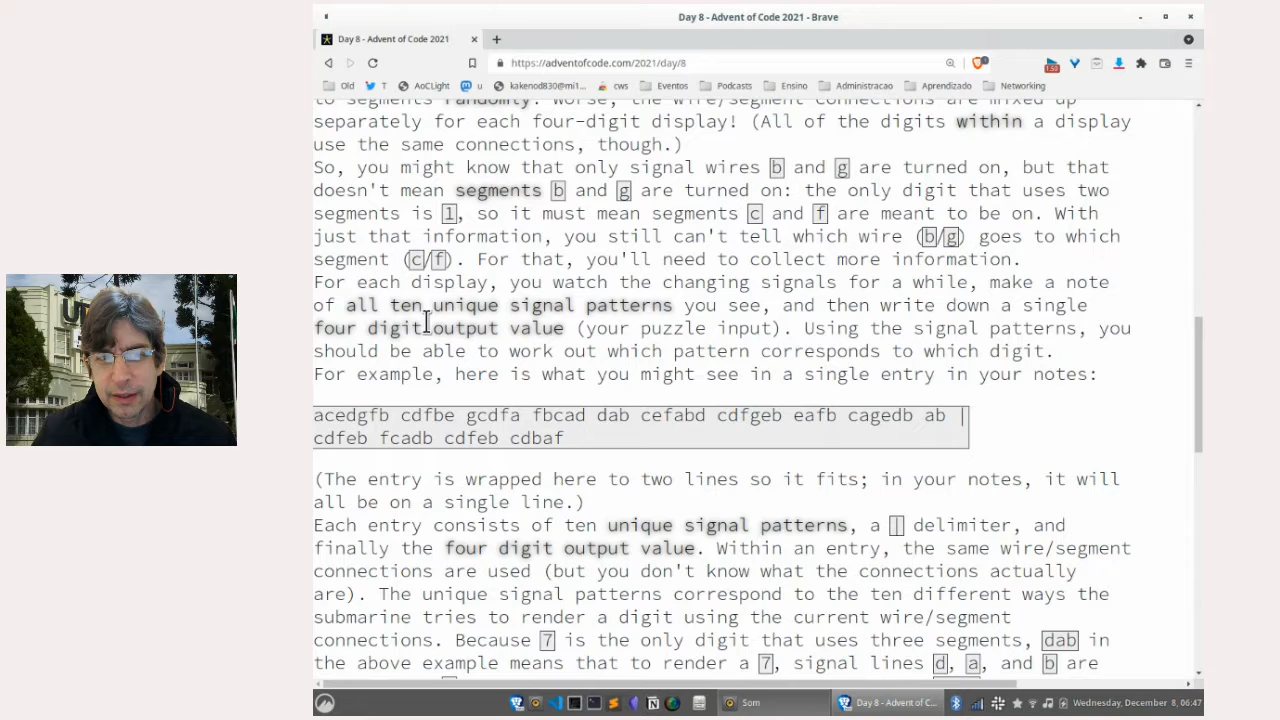 Day 8 - Advent of Code 2021 - Brave
Day 8 - Advent of Code 2021
https://adventofcode.com/2021/day/8
Old T AoCLight u kakenod830@mi1... cws Eventos Podcasts Ensino Administracao Aprendizado Networking
to segments randomly. Worse, the wire/segment connections are mixed up
separately for each four-digit display! (All of the digits within a display
use the same connections, though.)
So, you might know that only signal wires b and g are turned on, but that
doesn't mean segments b and g are turned on: the only digit that uses two
segments is 1, so it must mean segments c and f are meant to be on. With
just that information, you still can't tell which wire (b/g) goes to which
segment (c/f). For that, you'll need to collect more information.
For each display, you watch the changing signals for a while, make a note
of all ten unique signal patterns you see, and then write down a single
four digit output value (your puzzle input). Using the signal patterns, you
should be able to work out which pattern corresponds to which digit.
For example, here is what you might see in a single entry in your notes:
acedgfb cdfbe gcdfa fbcad dab cefabd cdfgeb eafb cagedb ab |
cdfeb fcadb cdfeb cdbaf
(The entry is wrapped here to two lines so it fits; in your notes, it will
all be on a single line.)
Each entry consists of ten unique signal patterns, a | delimiter, and
finally the four digit output value. Within an entry, the same wire/segment
connections are used (but you don't know what the connections actually
are). The unique signal patterns correspond to the ten different ways the
submarine tries to render a digit using the current wire/segment
connections. Because 7 is the only digit that uses three segments, dab in
the above example means that to render a 7, signal lines d, a, and b are
Som Day 8 - Advent of C... Wednesday, December 8, 06:47